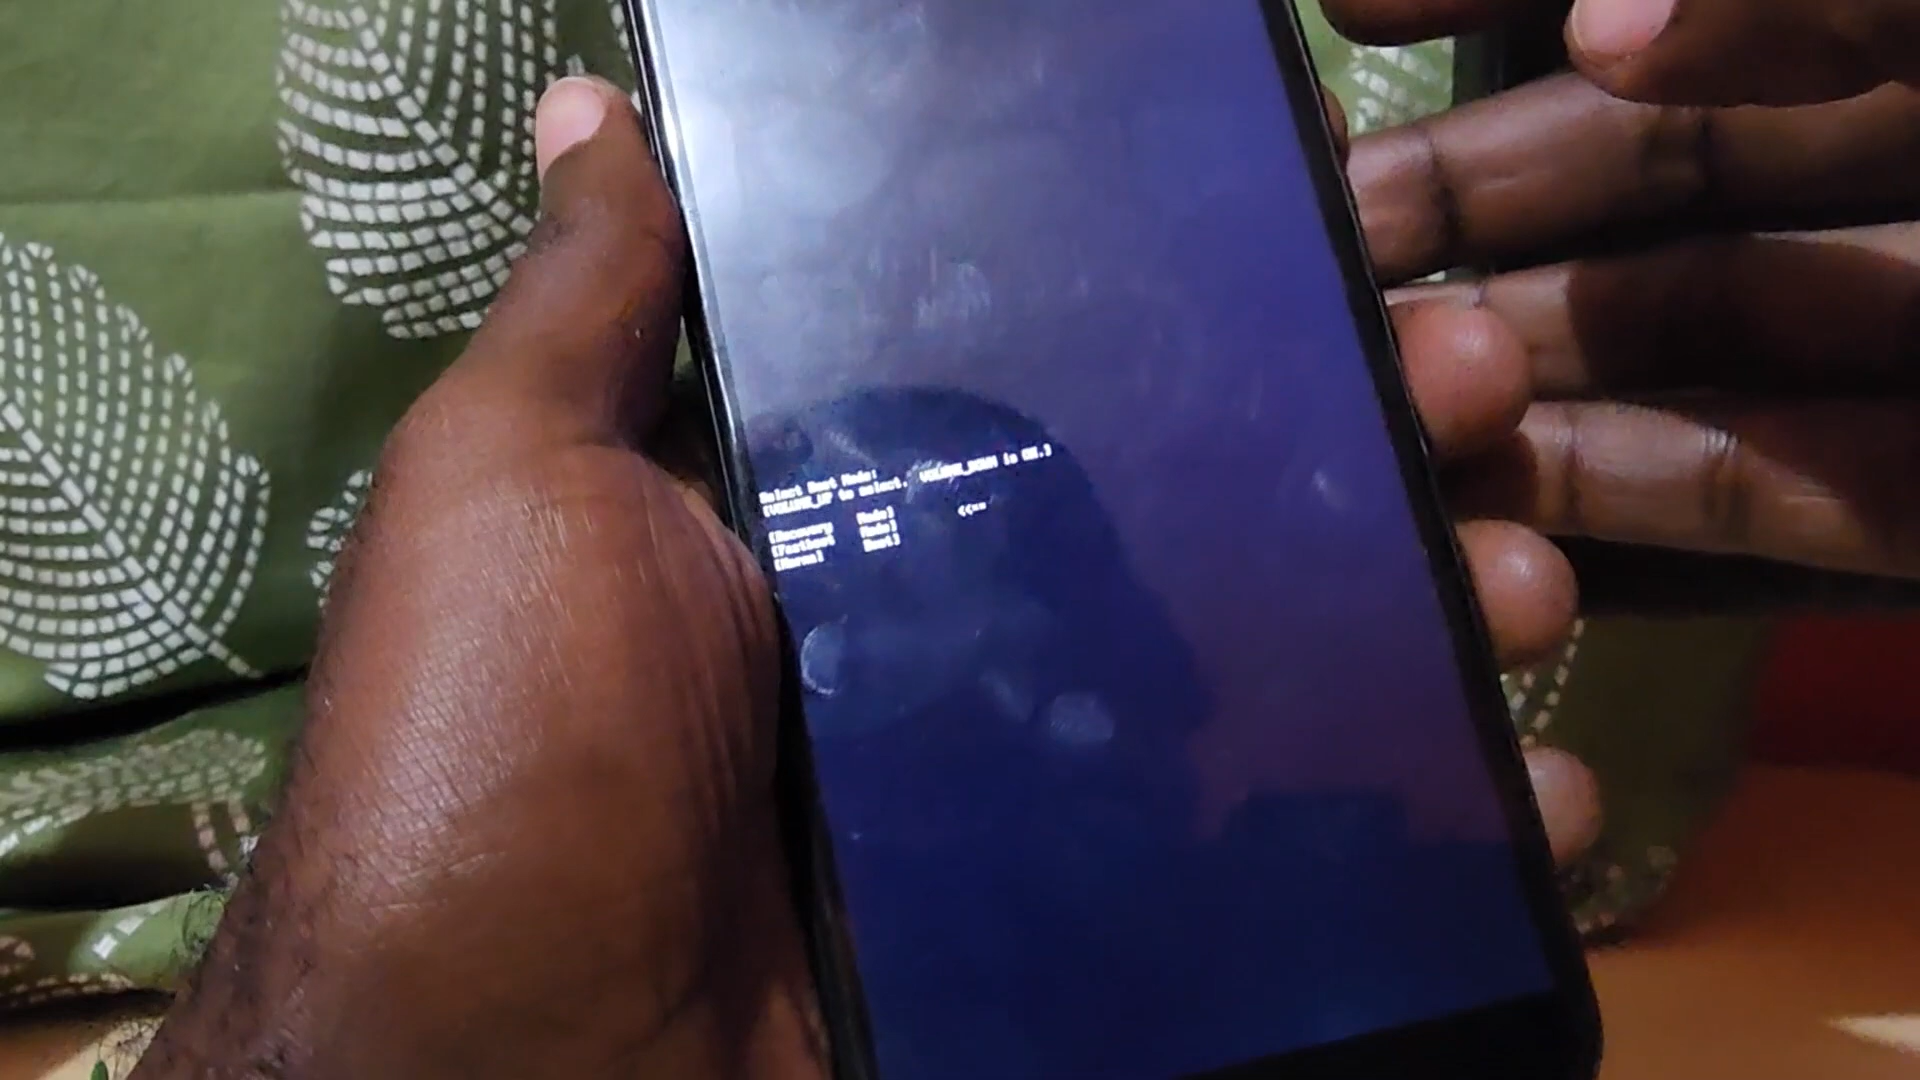 Select Boot Mode:
[VOLUME_UP to select. VOLUME_DOWN is OK.]
[Recovery Mode] <<==
[Fastboot Mode]
[Normal Boot]